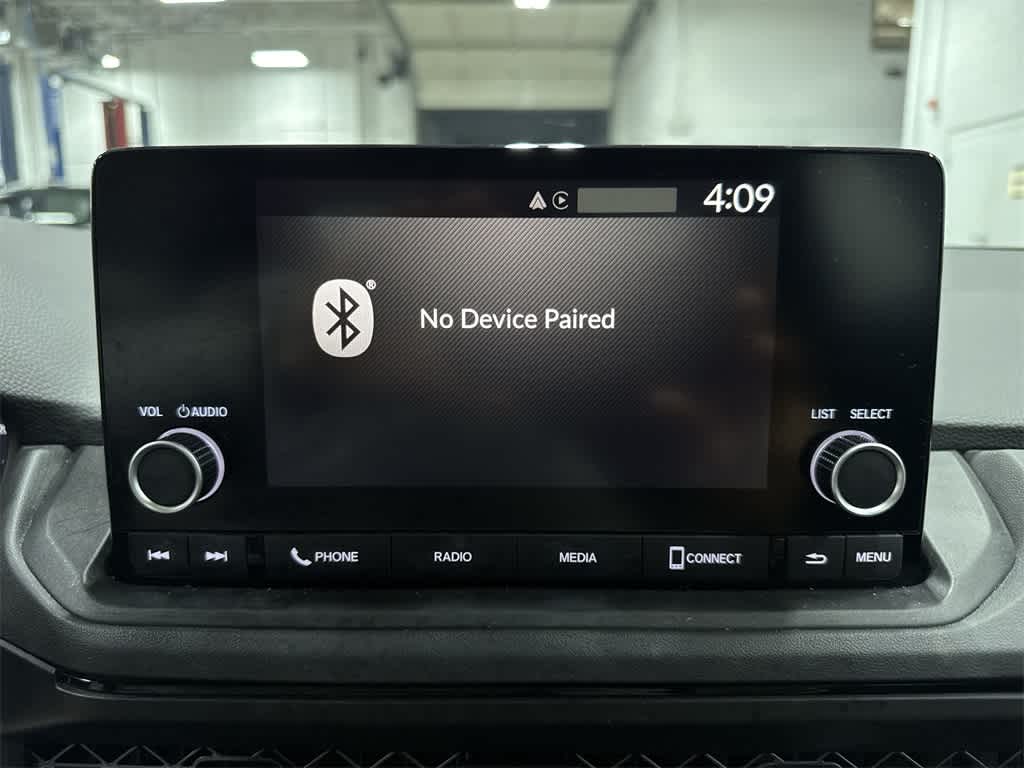 4:09
®
No Device Paired
VOL AUDIO
LIST SELECT
PHONE RADIO MEDIA CONNECT MENU